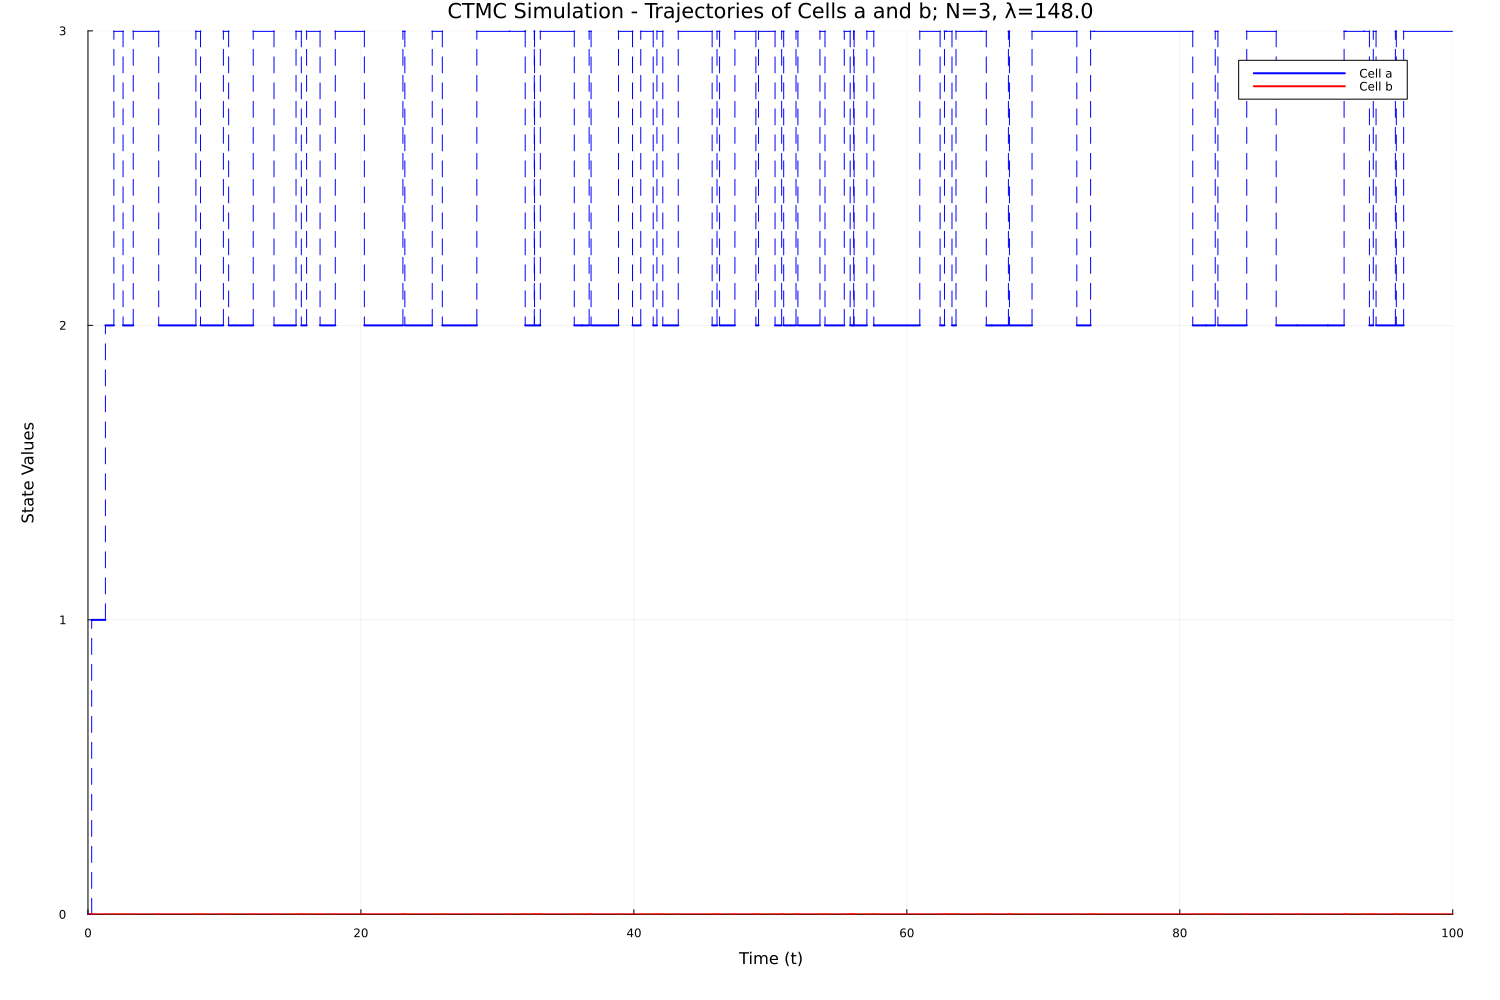 CTMC Simulation - Trajectories of Cells a and b; N=3, λ=148.0
3
Cell a
Cell b
2
State Values
1
0
0 20 40 60 80 100
Time (t)